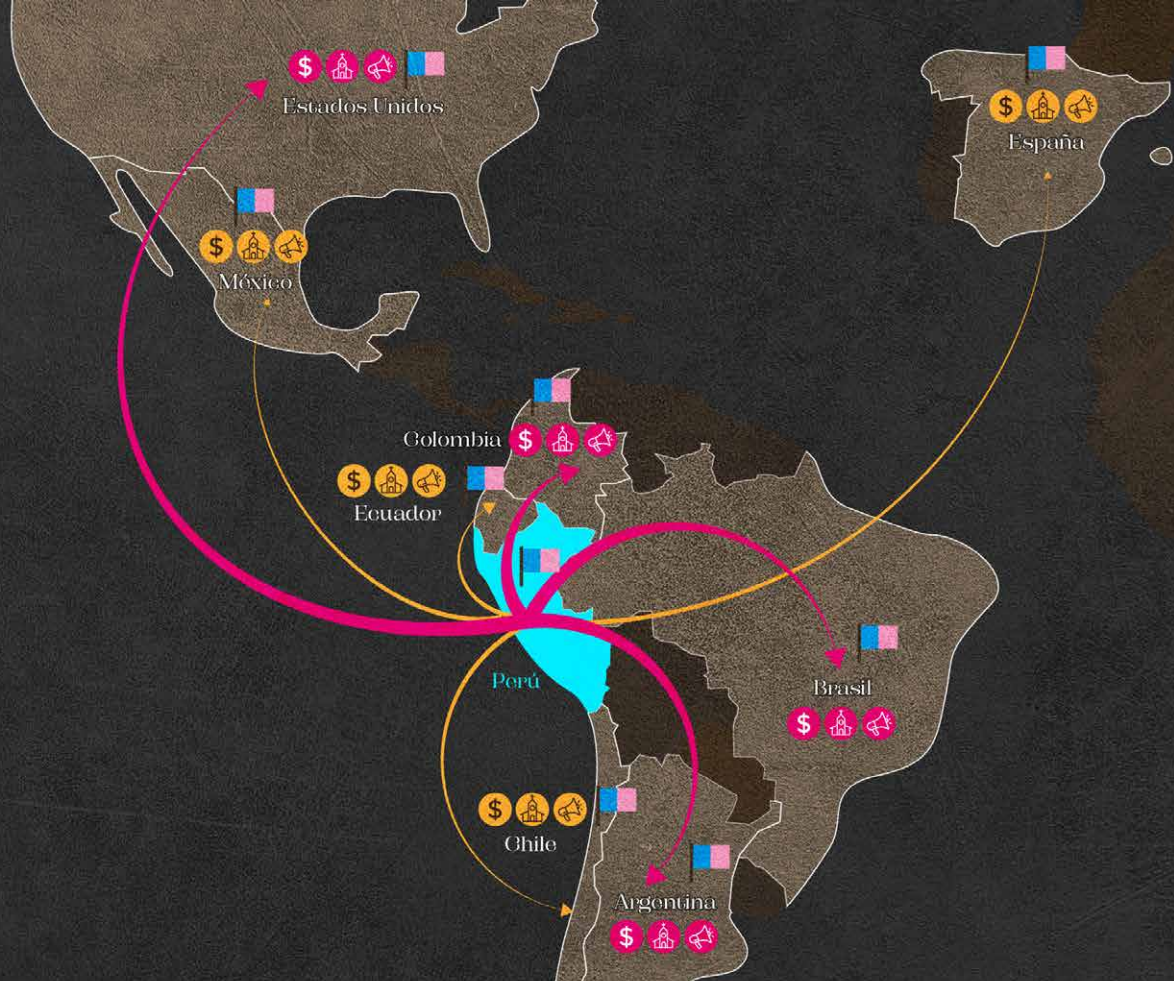 $
Estados Unidos
$
España
$
México
Colombia $
$
Ecuador
Perú
Brasil
$
$
Chile
Argentina
$